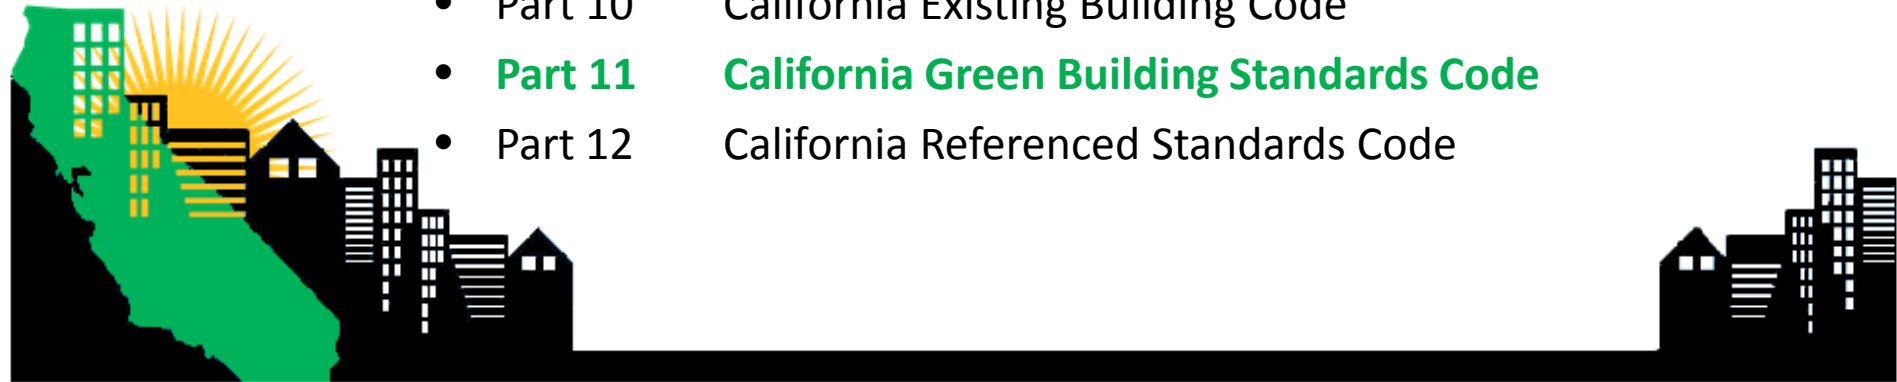 • Part 10 California Existing Building Code
• Part 11 California Green Building Standards Code
• Part 12 California Referenced Standards Code